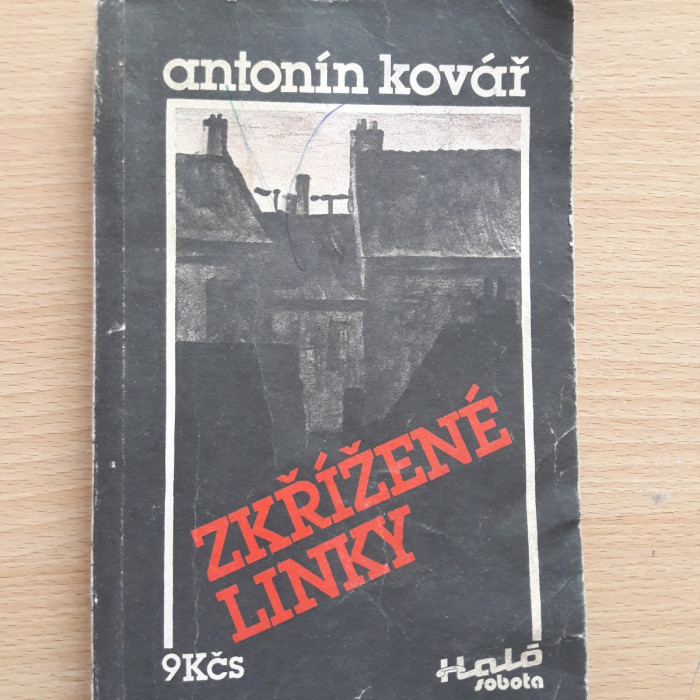 antonín kovář
ZKŘÍŽENÉ
LINKY
9Kčs
Haló
sobota